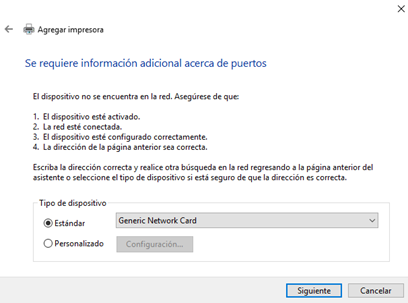 Agregar impresora
Se requiere información adicional acerca de puertos
El dispositivo no se encuentra en la red. Asegúrese de que:
1. El dispositivo esté activado.
2. La red esté conectada.
3. El dispositivo esté configurado correctamente.
4. La dirección de la página anterior sea correcta.
Escriba la dirección correcta y realice otra búsqueda en la red regresando a la página anterior del
asistente o seleccione el tipo de dispositivo si está seguro de que la dirección es correcta.
Tipo de dispositivo
Estándar Generic Network Card
Personalizado Configuración...
Siguiente Cancelar